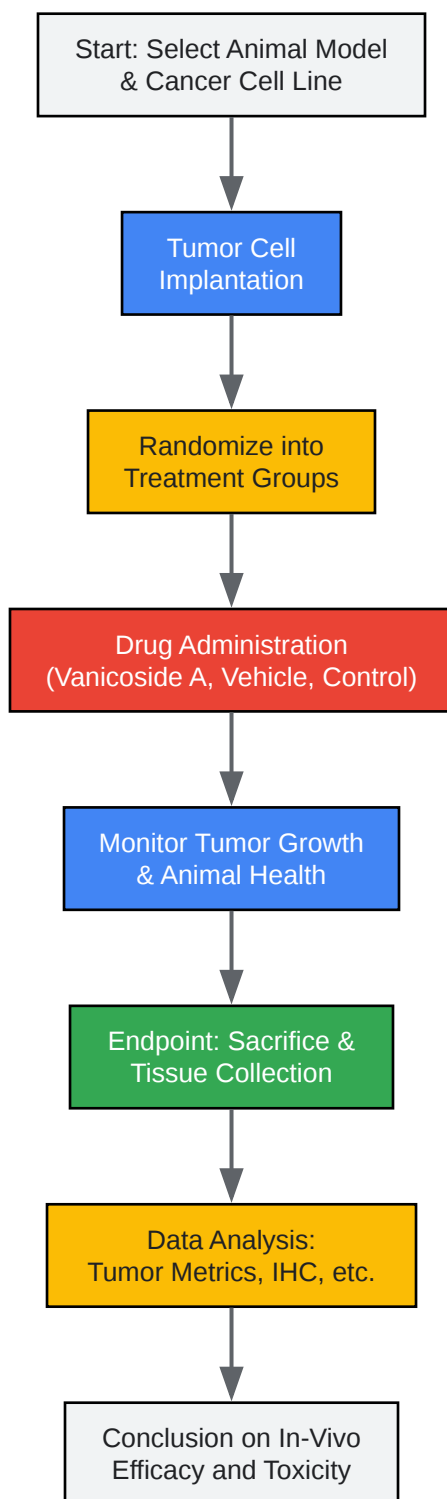 Start: Select Animal Model
& Cancer Cell Line
Tumor Cell
Implantation
Randomize into
Treatment Groups
Drug Administration
(Vanicoside A, Vehicle, Control)
Monitor Tumor Growth
& Animal Health
Endpoint: Sacrifice &
Tissue Collection
Data Analysis:
Tumor Metrics, IHC, etc.
Conclusion on In-Vivo
Efficacy and Toxicity